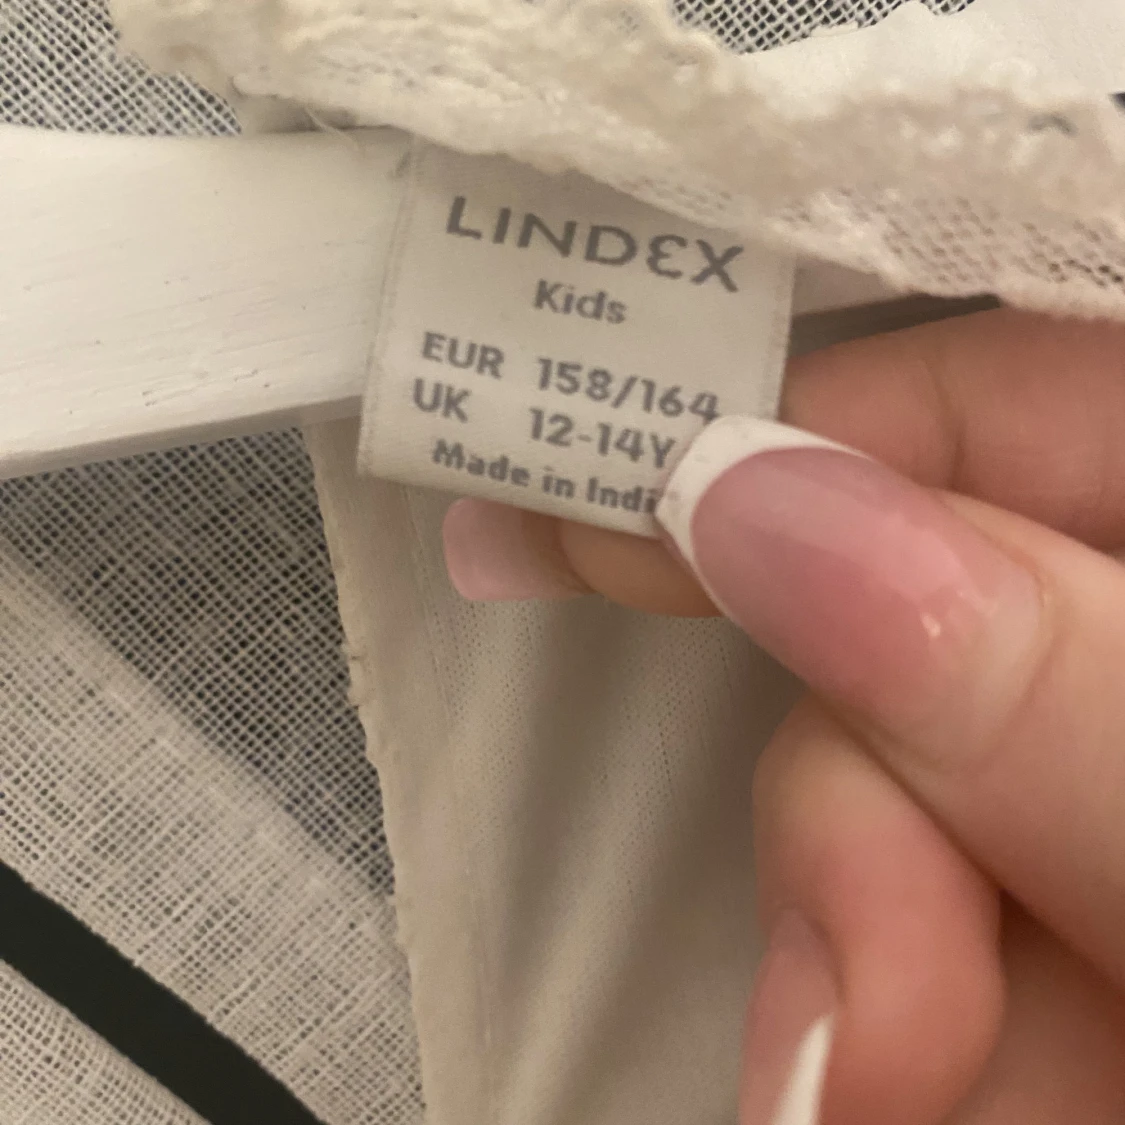 LINDEX
Kids
EUR 158/164
UK 12-14Y
Made in Indi